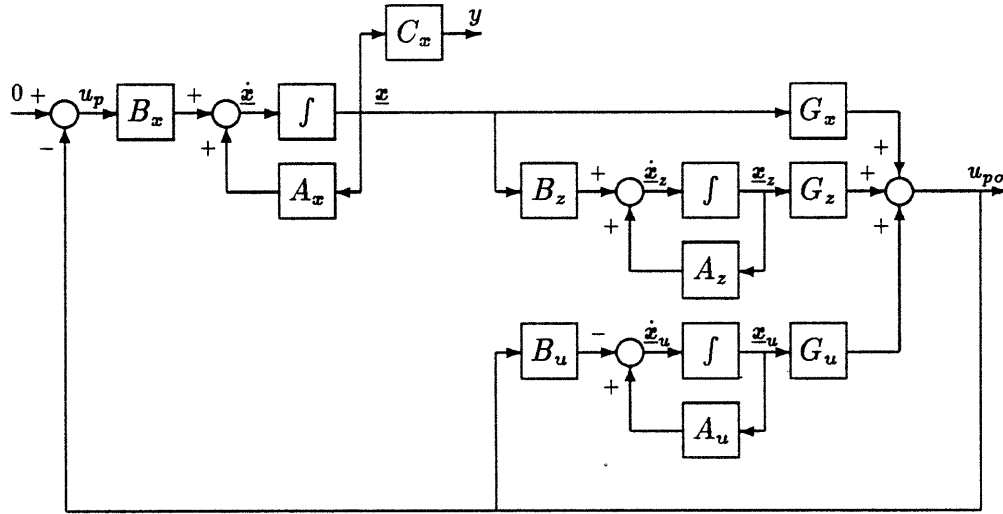 C_x y
0 + u_p B_x + ẋ ∫ x G_x
− + A_x +
B_z + ẋ_z ∫ x_z G_z + u_po
+ A_z +
B_u − ẋ_u ∫ x_u G_u
+ A_u